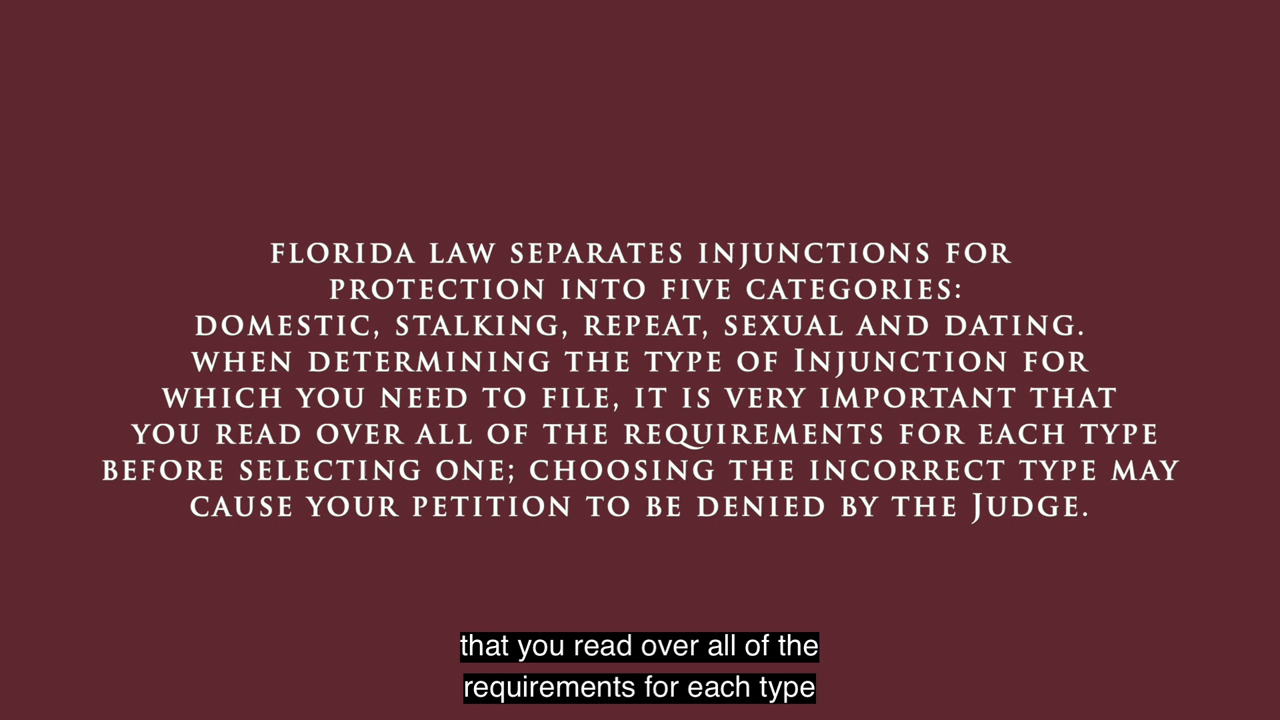 FLORIDA LAW SEPARATES INJUNCTIONS FOR
PROTECTION INTO FIVE CATEGORIES:
DOMESTIC, STALKING, REPEAT, SEXUAL AND DATING.
WHEN DETERMINING THE TYPE OF INJUNCTION FOR
WHICH YOU NEED TO FILE, IT IS VERY IMPORTANT THAT
YOU READ OVER ALL OF THE REQUIREMENTS FOR EACH TYPE
BEFORE SELECTING ONE; CHOOSING THE INCORRECT TYPE MAY
CAUSE YOUR PETITION TO BE DENIED BY THE JUDGE.
that you read over all of the
requirements for each type